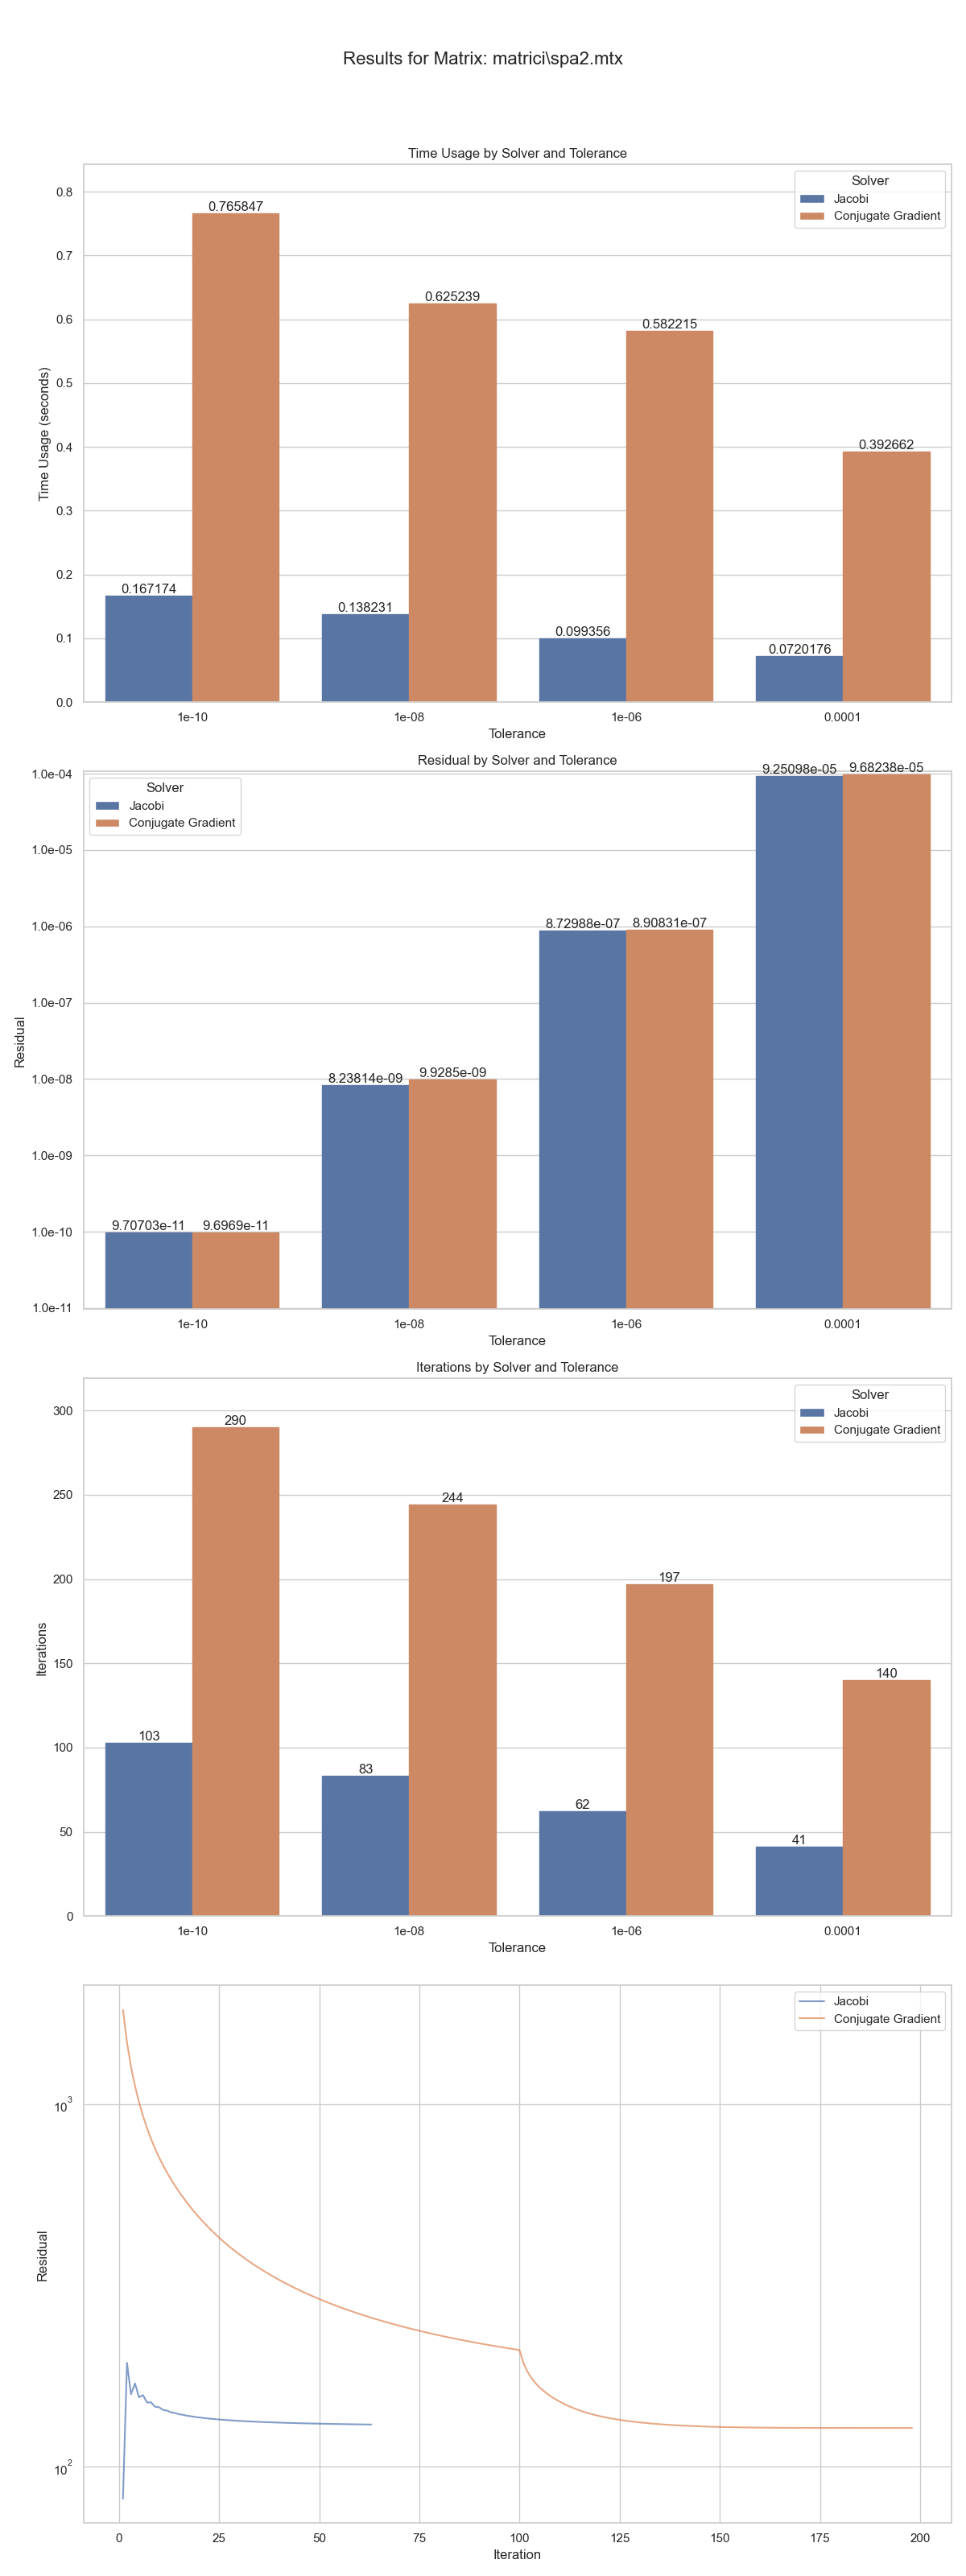 Results for Matrix: matrici\spa2.mtx
Time Usage by Solver and Tolerance
Solver
Jacobi
Conjugate Gradient
Time Usage (seconds)
0.8
0.7
0.6
0.5
0.4
0.3
0.2
0.1
0.0
0.765847
0.625239
0.582215
0.392662
0.167174
0.138231
0.099356
0.0720176
1e-10 1e-08 1e-06 0.0001
Tolerance
Residual by Solver and Tolerance
Solver
Jacobi
Conjugate Gradient
Residual
1.0e-04
1.0e-05
1.0e-06
1.0e-07
1.0e-08
1.0e-09
1.0e-10
1.0e-11
9.25098e-05 9.68238e-05
8.72988e-07 8.90831e-07
8.23814e-09 9.9285e-09
9.70703e-11 9.6969e-11
1e-10 1e-08 1e-06 0.0001
Tolerance
Iterations by Solver and Tolerance
Solver
Jacobi
Conjugate Gradient
Iterations
300
250
200
150
100
50
0
290
244
197
140
103
83
62
41
1e-10 1e-08 1e-06 0.0001
Tolerance
Jacobi
Conjugate Gradient
Residual
10³
10²
0 25 50 75 100 125 150 175 200
Iteration